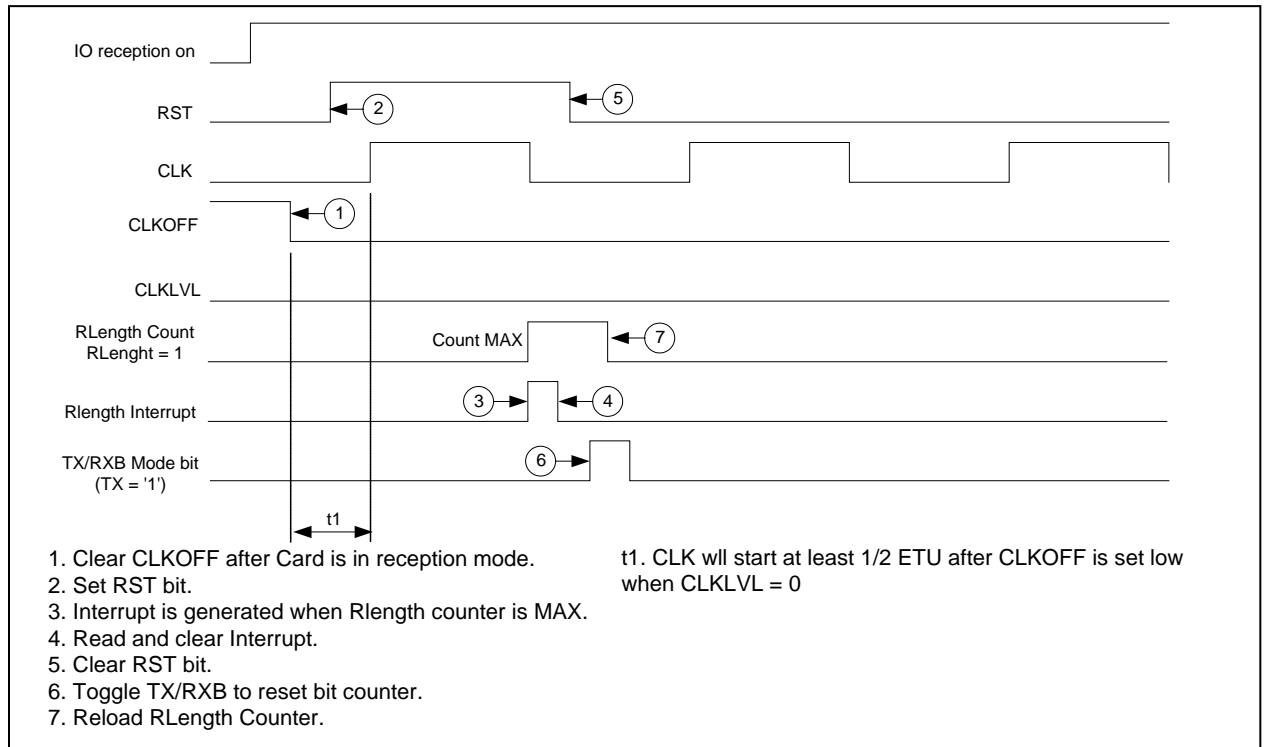 IO reception on
RST
2
5
CLK
CLKOFF
1
CLKLVL
RLength Count
RLenght = 1
Count MAX
7
Rlength Interrupt
3
4
TX/RXB Mode bit
(TX = '1')
6
t1
1. Clear CLKOFF after Card is in reception mode.
2. Set RST bit.
3. Interrupt is generated when Rlength counter is MAX.
4. Read and clear Interrupt.
5. Clear RST bit.
6. Toggle TX/RXB to reset bit counter.
7. Reload RLength Counter.
t1. CLK wll start at least 1/2 ETU after CLKOFF is set low
when CLKLVL = 0